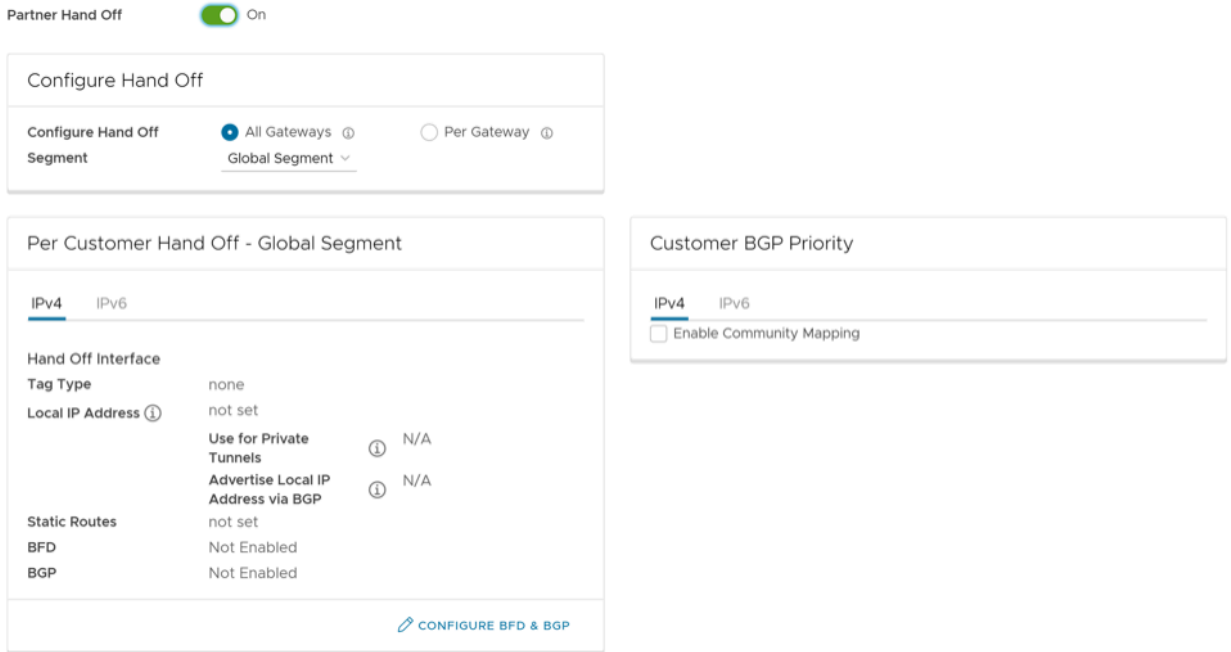 Partner Hand Off On
Configure Hand Off
Configure Hand Off All Gateways Per Gateway
Segment Global Segment
Per Customer Hand Off - Global Segment
IPv4 IPv6
Hand Off Interface
Tag Type none
Local IP Address not set
Use for Private
Tunnels
N/A
Advertise Local IP
Address via BGP
N/A
Static Routes not set
BFD Not Enabled
BGP Not Enabled
CONFIGURE BFD & BGP
Customer BGP Priority
IPv4 IPv6
Enable Community Mapping